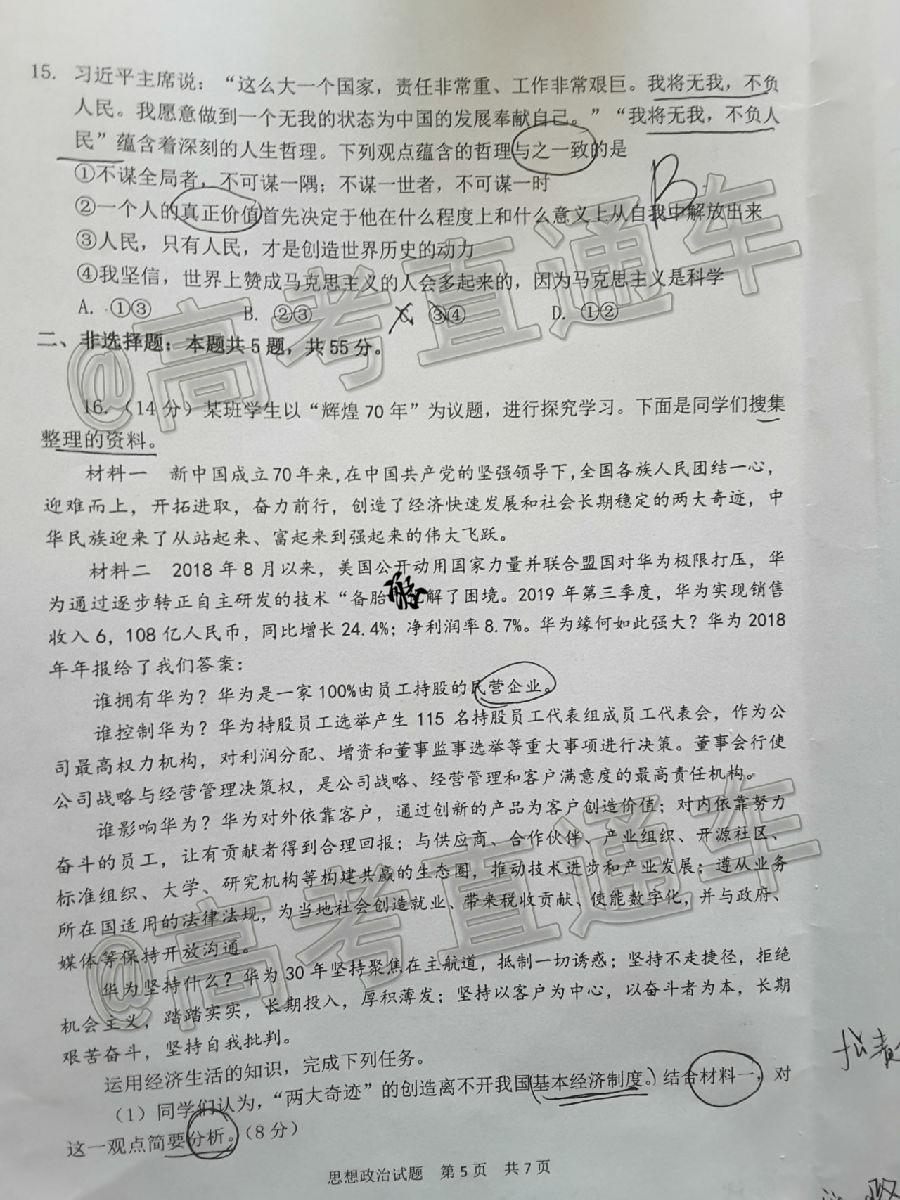 15. 习近平主席说：“这么大一个国家，责任非常重、工作非常艰巨。我将无我，不负
人民。我愿意做到一个无我的状态为中国的发展奉献自己。”“我将无我，不负人
民”蕴含着深刻的人生哲理。下列观点蕴含的哲理与之一致的是
①不谋全局者，不可谋一隅；不谋一世者，不可谋一时
B
②一个人的真正价值首先决定于他在什么程度上和什么意义上从自我中解放出来
③人民，只有人民，才是创造世界历史的动力
④我坚信，世界上赞成马克思主义的人会多起来的，因为马克思主义是科学
A. ①③ B. ②③ C. ③④ D. ①②
二、非选择题：本题共5题，共55分。
16.（14分）某班学生以“辉煌70年”为议题，进行探究学习。下面是同学们搜集
整理的资料。
材料一 新中国成立70年来，在中国共产党的坚强领导下，全国各族人民团结一心，
迎难而上，开拓进取，奋力前行，创造了经济快速发展和社会长期稳定的两大奇迹，中
华民族迎来了从站起来、富起来到强起来的伟大飞跃。
材料二 2018年8月以来，美国公开动用国家力量并联合盟国对华为极限打压，华
为通过逐步转正自主研发的技术“备胎 解了困境。2019年第三季度，华为实现销售
收入6，108亿人民币，同比增长24.4%；净利润率8.7%。华为缘何如此强大？华为2018
年年报给了我们答案：
谁拥有华为？华为是一家100%由员工持股的民营企业。
谁控制华为？华为持股员工选举产生115名持股员工代表组成员工代表会，作为公
司最高权力机构，对利润分配、增资和董事监事选举等重大事项进行决策。董事会行使
公司战略与经营管理决策权，是公司战略、经营管理和客户满意度的最高责任机构。
谁影响华为？华为对外依靠客户，通过创新的产品为客户创造价值；对内依靠努力
奋斗的员工，让有贡献者得到合理回报；与供应商、合作伙伴、产业组织、开源社区、
标准组织、大学、研究机构等构建共赢的生态圈，推动技术进步和产业发展；遵从业务
所在国适用的法律法规，为当地社会创造就业、带来税收贡献、使能数字化，并与政府、
媒体等保持开放沟通。
华为坚持什么？华为30年坚持聚焦在主航道，抵制一切诱惑；坚持不走捷径，拒绝
机会主义，踏踏实实，长期投入，厚积薄发；坚持以客户为中心，以奋斗者为本，长期
艰苦奋斗，坚持自我批判。
运用经济生活的知识，完成下列任务。
（1）同学们认为，“两大奇迹”的创造离不开我国基本经济制度。结合材料一，对
这一观点简要分析。（8分）
思想政治试题 第5页 共7页
@高考直通车
@高考直通车